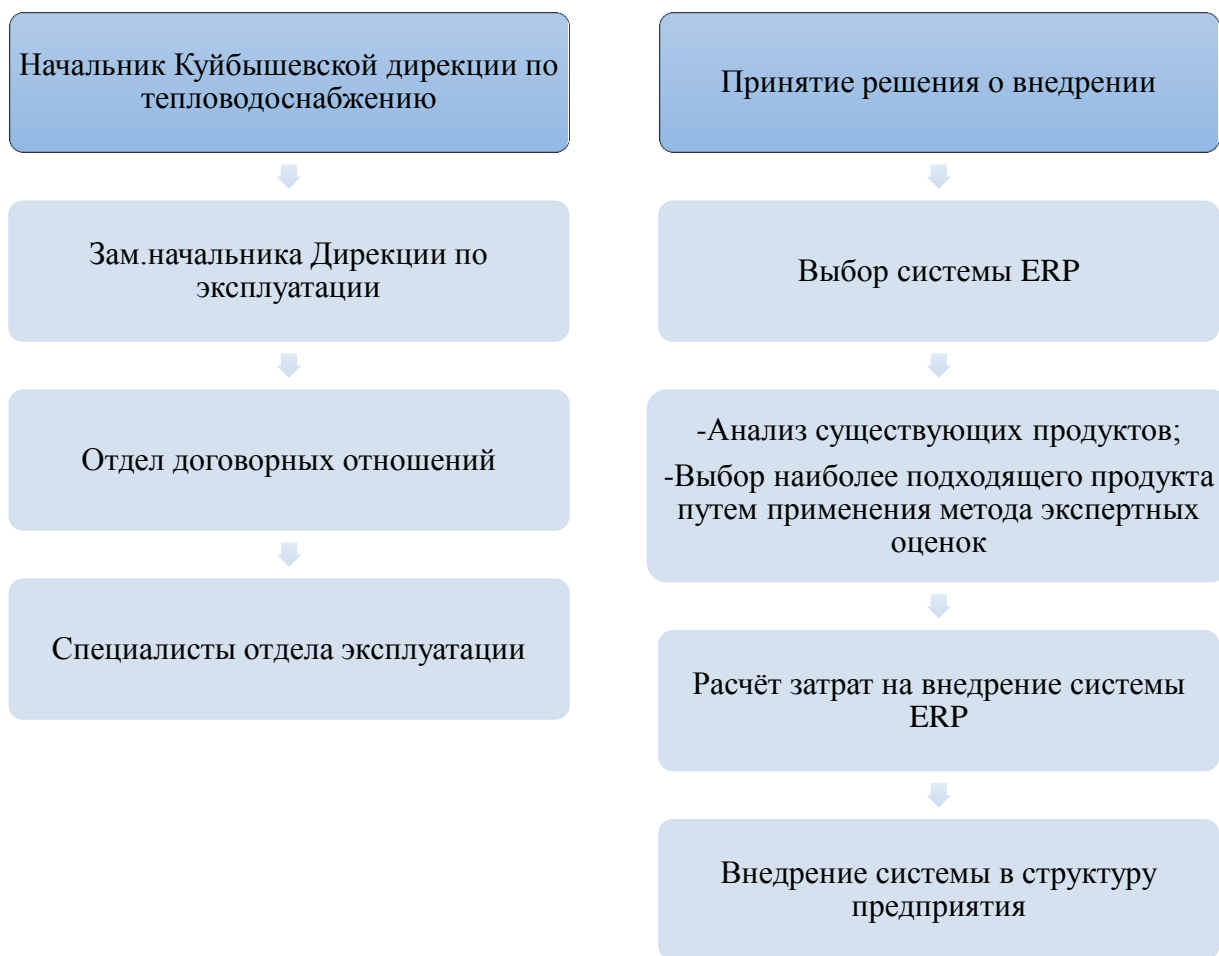 Начальник Куйбышевской дирекции по
тепловодоснабжению
Зам.начальника Дирекции по
эксплуатации
Отдел договорных отношений
Специалисты отдела эксплуатации
Принятие решения о внедрении
Выбор системы ERP
-Анализ существующих продуктов;
-Выбор наиболее подходящего продукта
путем применения метода экспертных
оценок
Расчёт затрат на внедрение системы
ERP
Внедрение системы в структуру
предприятия